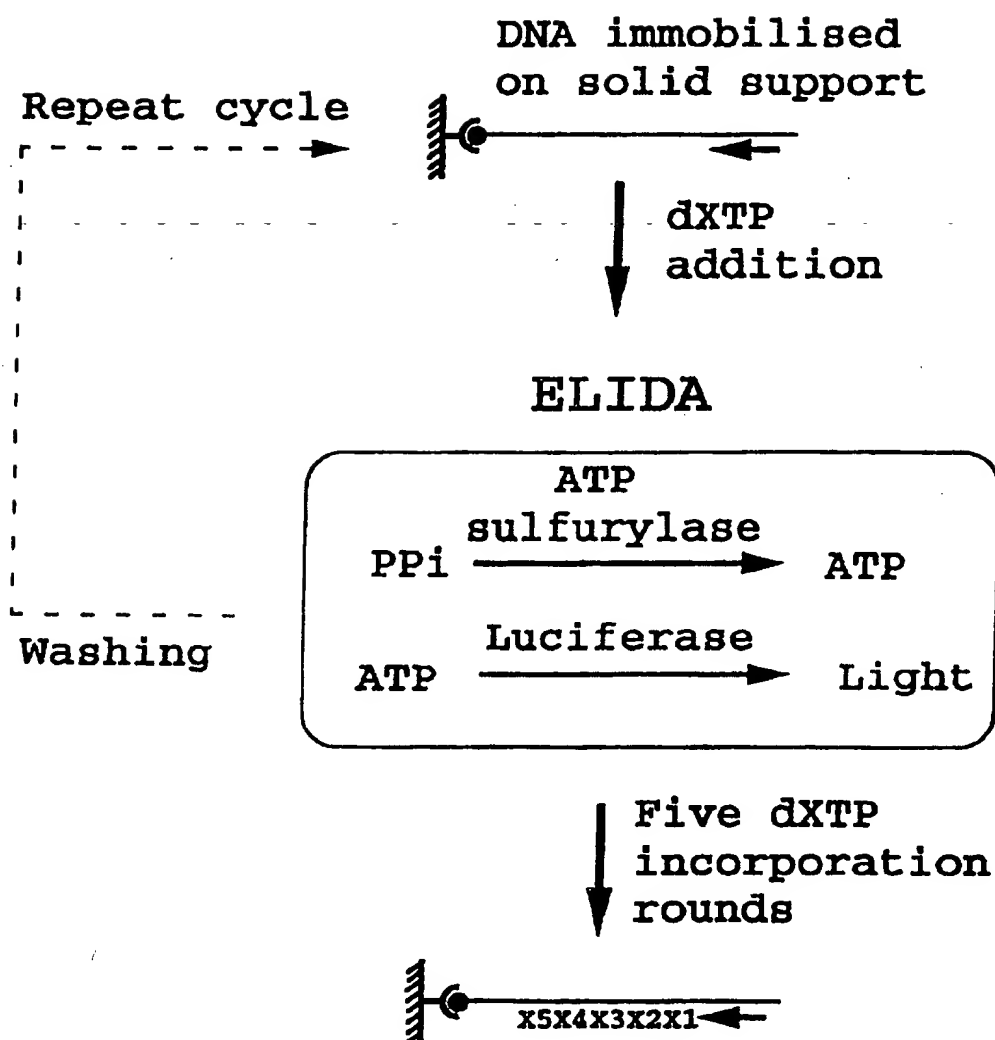 DNA immobilised
on solid support
Repeat cycle
dXTP
addition
ELIDA
ATP
sulfurylase
PPi
ATP
Luciferase
ATP
Light
Washing
Five dXTP
incorporation
rounds
X5X4X3X2X1